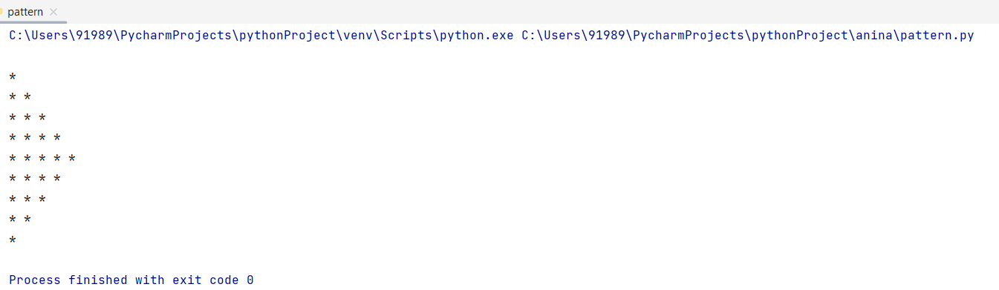 pattern
C:\Users\91989\PycharmProjects\pythonProject\venv\Scripts\python.exe C:\Users\91989\PycharmProjects\pythonProject\anina\pattern.py
*
* *
* * *
* * * *
* * * * *
* * * *
* * *
* *
*
Process finished with exit code 0